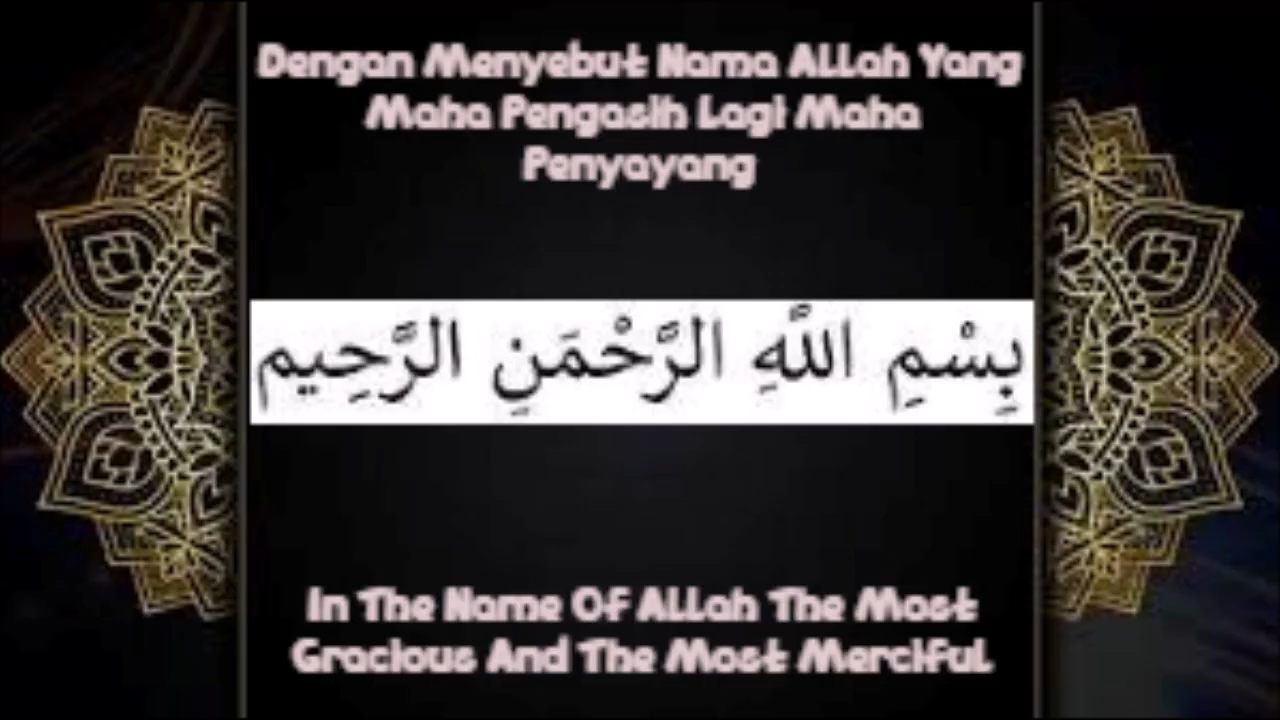 Dengan Menyebut Nama ALLah Yang
Maha Pengasih Lagi Maha
Penyayang
بِسْمِ اللَّهِ الرَّحْمَنِ الرَّحِيم
In The Name Of ALLah The Most
Gracious And The Most MercifuL